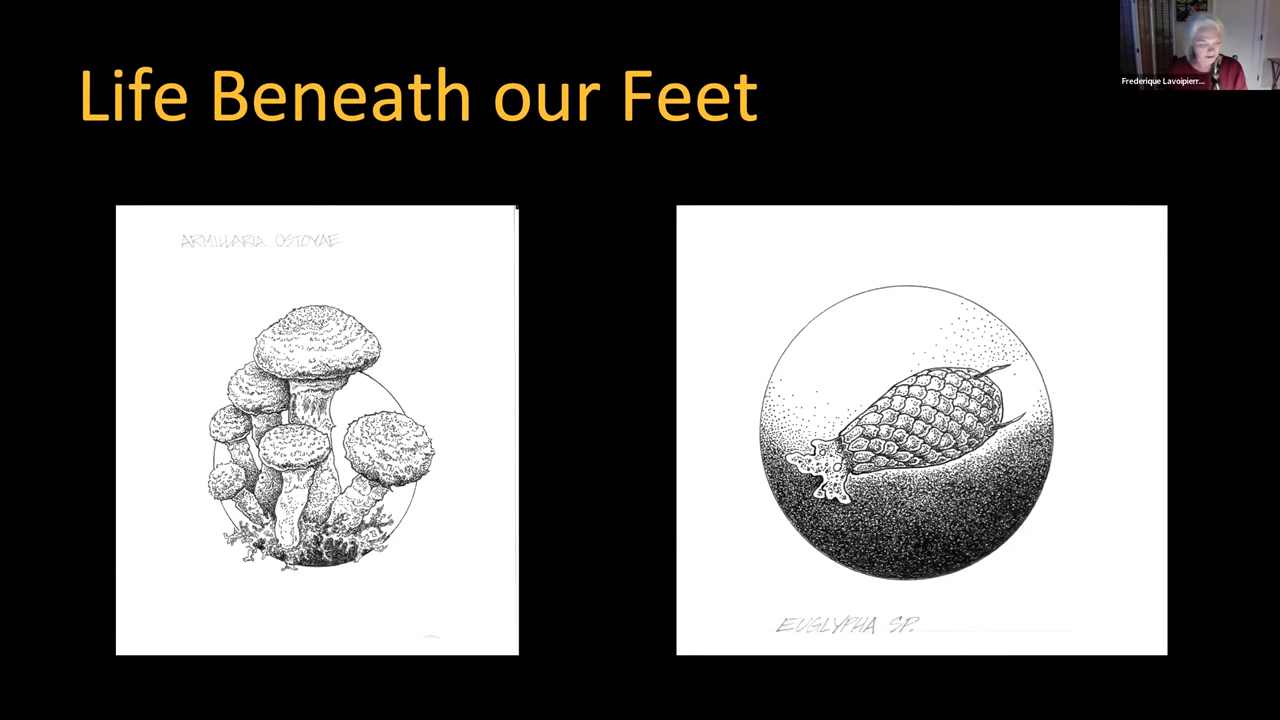 Life Beneath our Feet
Frederique Lavoipierr...
ARMILLARIA OSTOYAE
EUGLYPHA SP.